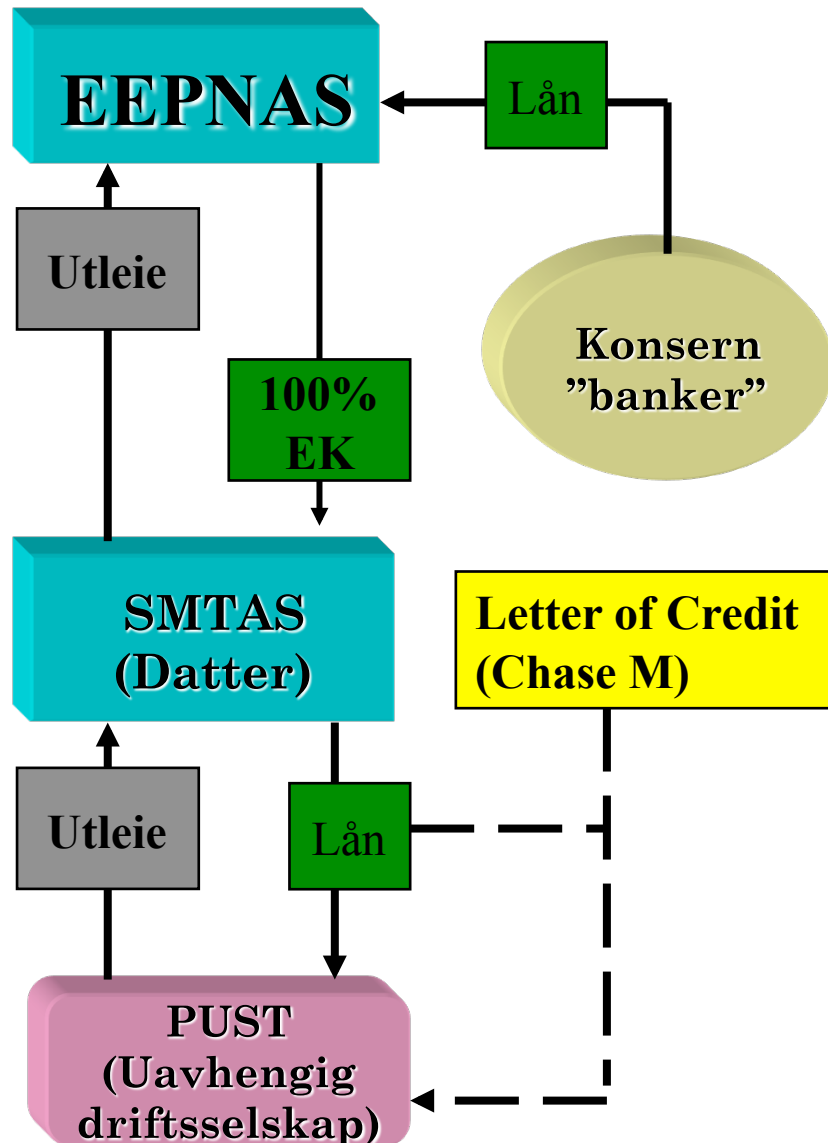 EEPNAS
Lån
Utleie
Konsern
”banker”
100%
EK
SMTAS
(Datter)
Letter of Credit
(Chase M)
Utleie
Lån
PUST
(Uavhengig
driftsselskap)